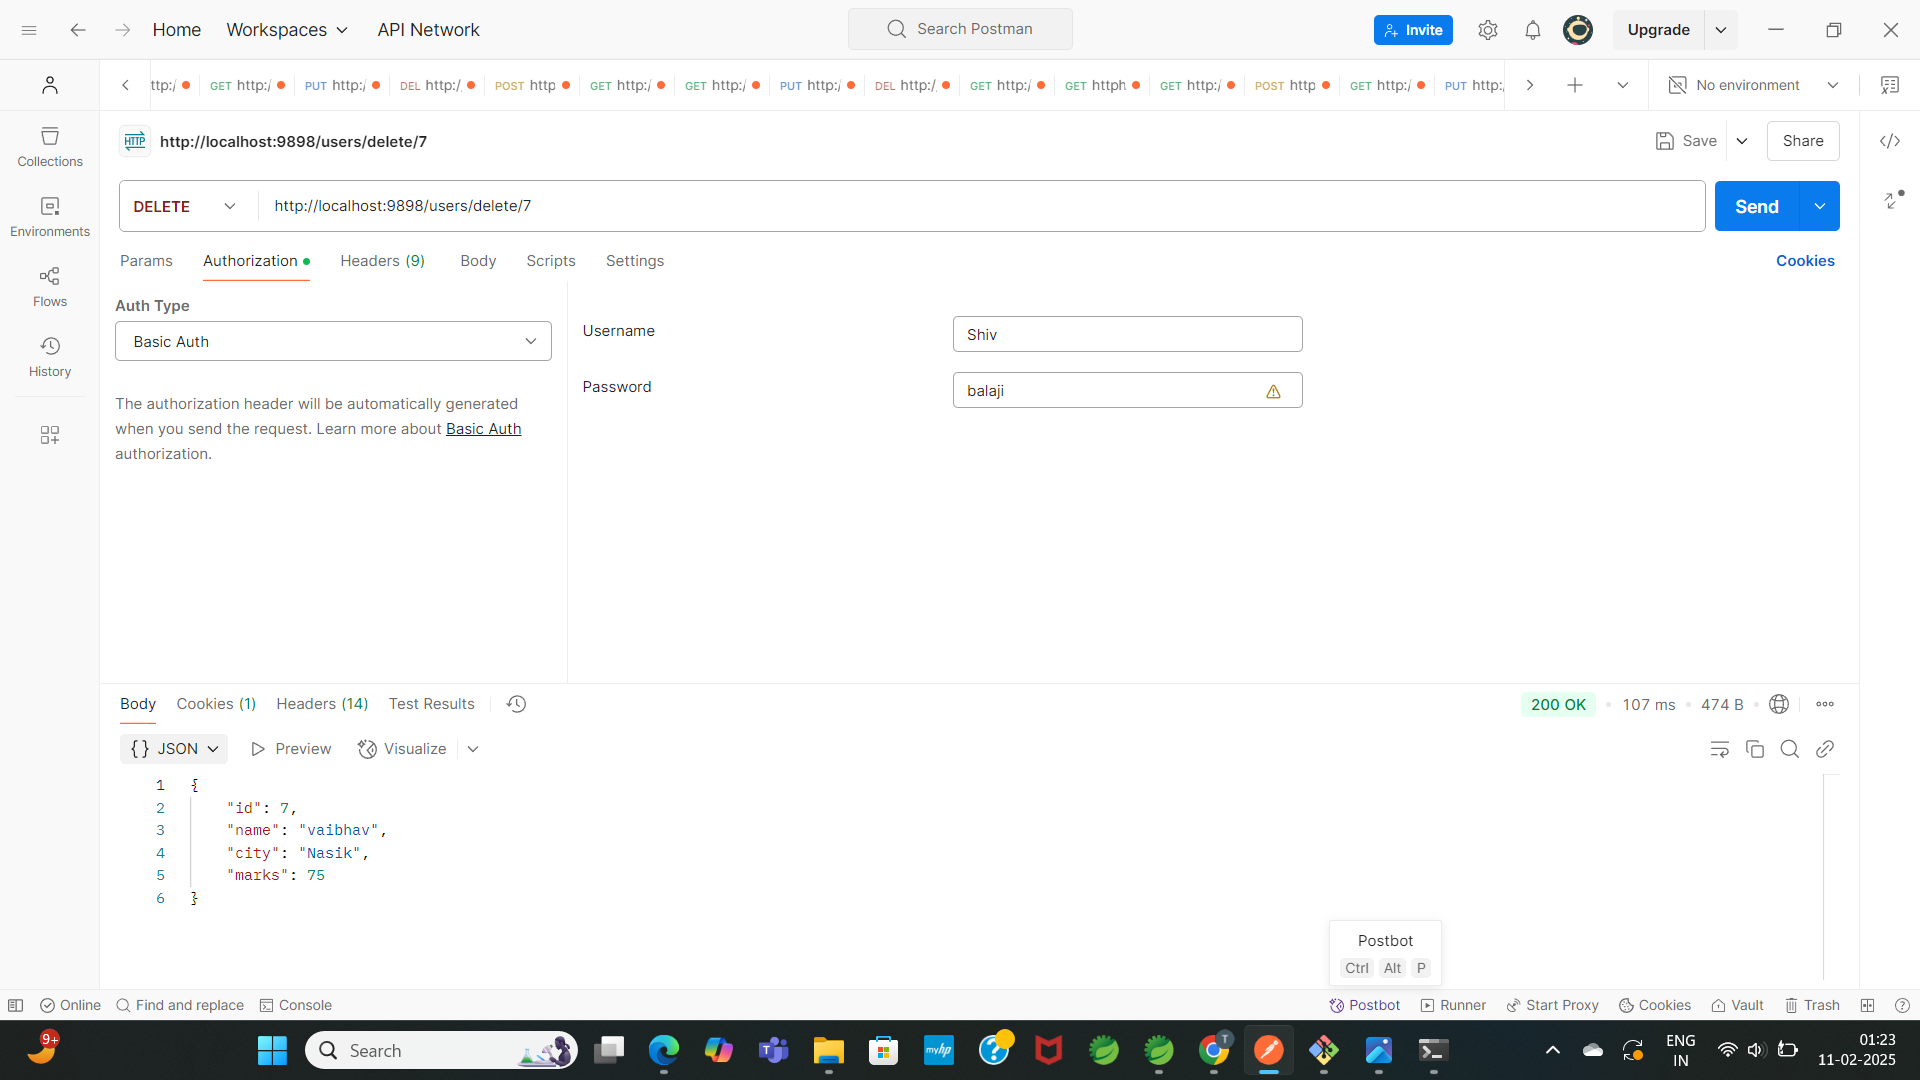 Home
Workspaces
API Network
Search Postman
Invite
Upgrade
ttp:/
GET http:/
PUT http:/
DEL http:/
POST http
GET http:/
GET http:/
PUT http:/
DEL http:/
GET http:/
GET httph
GET http:/
POST http
GET http:/
PUT http:
No environment
Collections
Environments
Flows
History
HTTP
http://localhost:9898/users/delete/7
Save
Share
DELETE
http://localhost:9898/users/delete/7
Send
Params
Authorization
Headers (9)
Body
Scripts
Settings
Cookies
Auth Type
Basic Auth
The authorization header will be automatically generated
when you send the request. Learn more about Basic Auth
authorization.
Username
Shiv
Password
balaji
Body
Cookies (1)
Headers (14)
Test Results
200 OK
107 ms
474 B
{} JSON
Preview
Visualize
1 {
2 "id": 7,
3 "name": "vaibhav",
4 "city": "Nasik",
5 "marks": 75
6 }
Postbot
Ctrl Alt P
Online
Find and replace
Console
Postbot
Runner
Start Proxy
Cookies
Vault
Trash
9+
Search
myhp
T
ENG
IN
01:23
11-02-2025